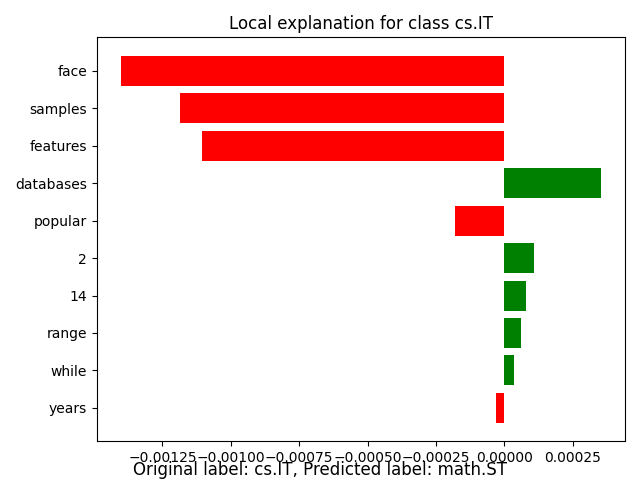 Local explanation for class cs.IT
face
samples
features
databases
popular
2
14
range
while
years
−0.00125 −0.00100 −0.00075 −0.00050 −0.00025 0.00000 0.00025
Original label: cs.IT, Predicted label: math.ST